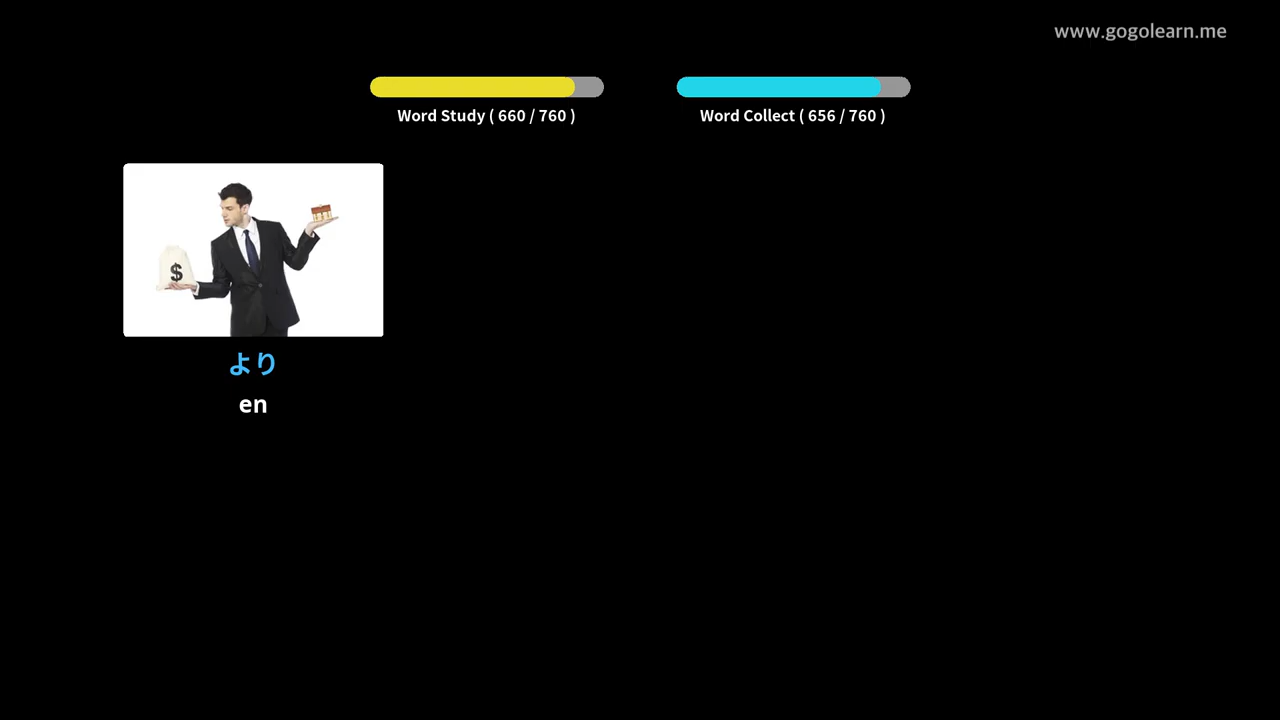 www.gogolearn.me
Word Study ( 660 / 760 )
Word Collect ( 656 / 760 )
$
より
en